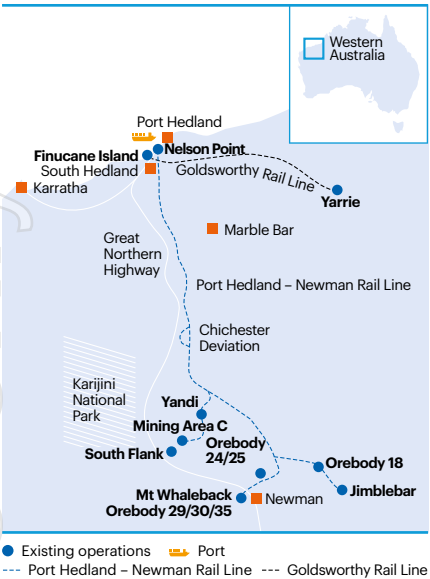 Western
Australia
Port Hedland
Nelson Point
Finucane Island
South Hedland
Goldsworthy Rail Line
Karratha
Yarrie
Marble Bar
Great
Northern
Highway
Port Hedland – Newman Rail Line
Chichester
Deviation
Karijini
National
Park
Yandi
Mining Area C
Orebody
24/25
South Flank
Orebody 18
Jimblebar
Mt Whaleback
Orebody 29/30/35
Newman
Existing operations Port
Port Hedland – Newman Rail Line Goldsworthy Rail Line